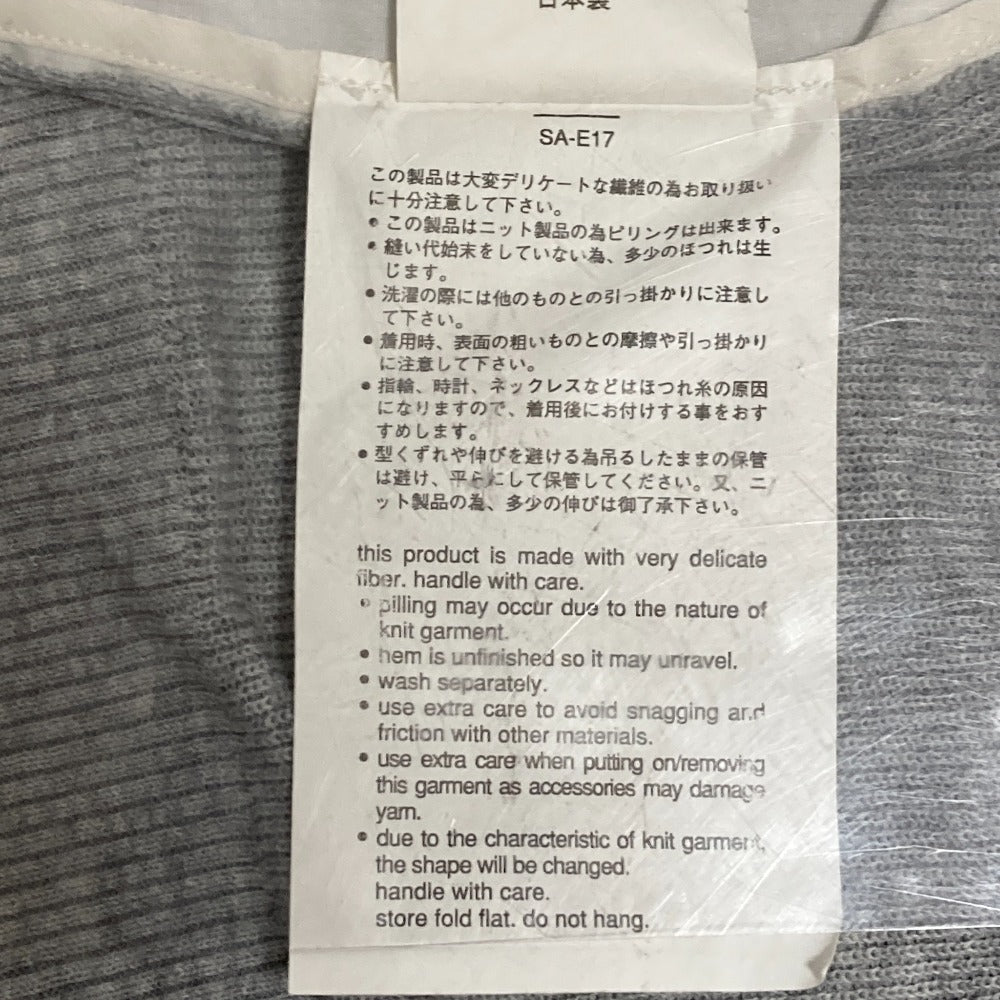 日本製
SA-E17
この製品は大変デリケートな繊維の為お取り扱い
に十分注意して下さい。
• この製品はニット製品の為ピリングは出来ます。
• 縫い代始末をしていない為、多少のほつれは生
じます。
• 洗濯の際には他のものとの引っ掛かりに注意し
て下さい。
• 着用時、表面の粗いものとの摩擦や引っ掛かり
に注意して下さい。
• 指輪、時計、ネックレスなどはほつれ糸の原因
になりますので、着用後にお付けする事をおす
すめします。
• 型くずれや伸びを避ける為吊るしたままの保管
は避け、平らにして保管してください。又、ニ
ット製品の為、多少の伸びは御了承下さい。
this product is made with very delicate
fiber. handle with care.
• pilling may occur due to the nature of
knit garment.
• hem is unfinished so it may unravel.
• wash separately.
• use extra care to avoid snagging and
friction with other materials.
• use extra care when putting on/removing
this garment as accessories may damage
yarn.
• due to the characteristic of knit garment,
the shape will be changed.
handle with care.
store fold flat. do not hang.